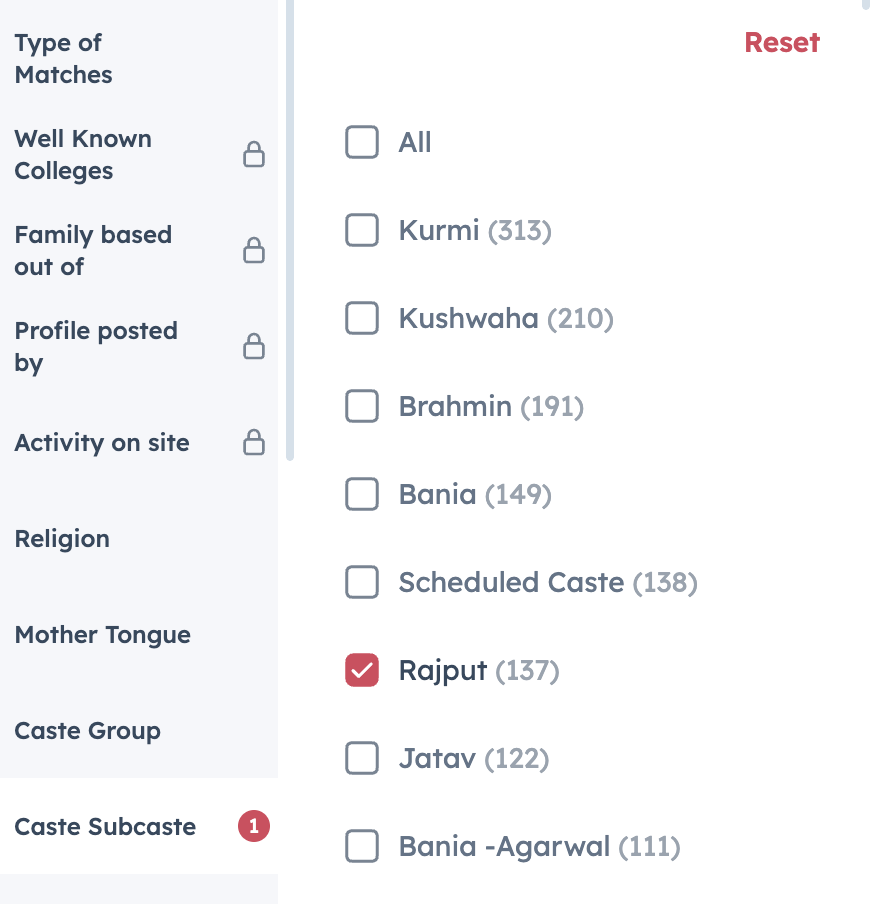 Type of
Matches
Well Known
Colleges
Family based
out of
Profile posted
by
Activity on site
Religion
Mother Tongue
Caste Group
Caste Subcaste 1
Reset
All
Kurmi (313)
Kushwaha (210)
Brahmin (191)
Bania (149)
Scheduled Caste (138)
Rajput (137)
Jatav (122)
Bania -Agarwal (111)